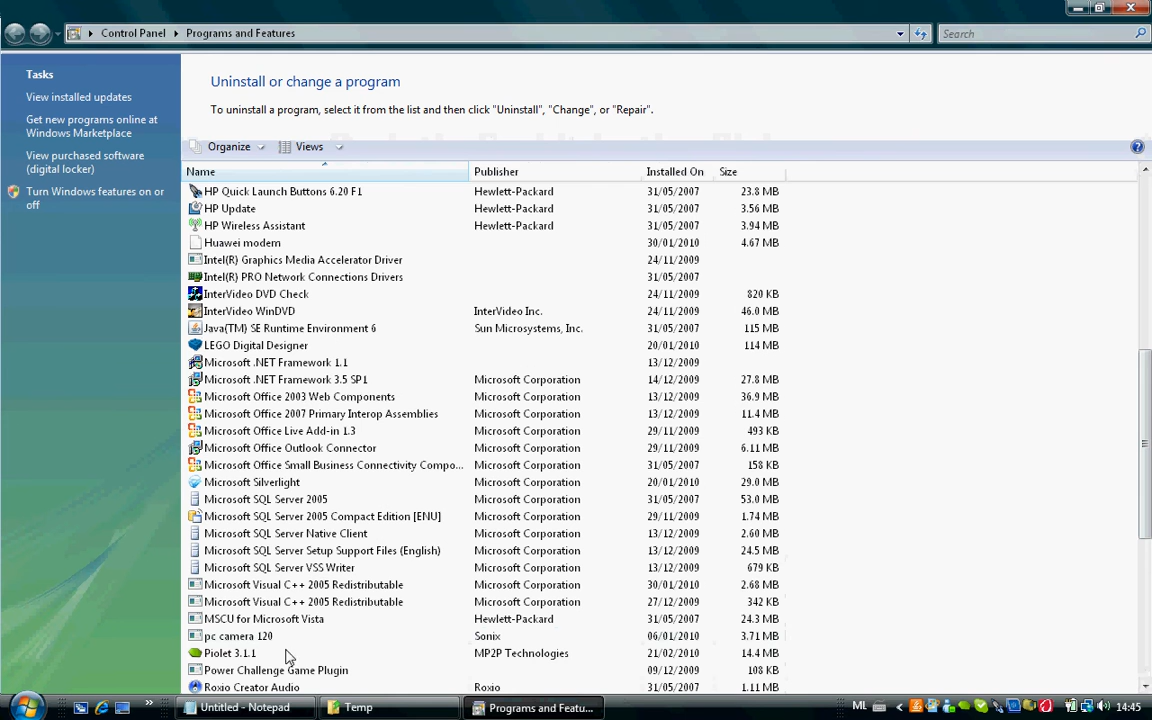 Control Panel Programs and Features Search
Tasks
View installed updates
Get new programs online at
Windows Marketplace
View purchased software
(digital locker)
Turn Windows features on or
off
Uninstall or change a program
To uninstall a program, select it from the list and then click "Uninstall", "Change", or "Repair".
Organize Views
Name Publisher Installed On Size
HP Quick Launch Buttons 6.20 F1 Hewlett-Packard 31/05/2007 23.8 MB
HP Update Hewlett-Packard 31/05/2007 3.56 MB
HP Wireless Assistant Hewlett-Packard 31/05/2007 3.94 MB
Huawei modem 30/01/2010 4.67 MB
Intel(R) Graphics Media Accelerator Driver 24/11/2009
Intel(R) PRO Network Connections Drivers 31/05/2007
InterVideo DVD Check 24/11/2009 820 KB
InterVideo WinDVD InterVideo Inc. 24/11/2009 46.0 MB
Java(TM) SE Runtime Environment 6 Sun Microsystems, Inc. 31/05/2007 115 MB
LEGO Digital Designer 20/01/2010 114 MB
Microsoft .NET Framework 1.1 13/12/2009
Microsoft .NET Framework 3.5 SP1 Microsoft Corporation 14/12/2009 27.8 MB
Microsoft Office 2003 Web Components Microsoft Corporation 13/12/2009 36.9 MB
Microsoft Office 2007 Primary Interop Assemblies Microsoft Corporation 13/12/2009 11.4 MB
Microsoft Office Live Add-in 1.3 Microsoft Corporation 29/11/2009 493 KB
Microsoft Office Outlook Connector Microsoft Corporation 29/11/2009 6.11 MB
Microsoft Office Small Business Connectivity Compo... Microsoft Corporation 31/05/2007 158 KB
Microsoft Silverlight Microsoft Corporation 20/01/2010 29.0 MB
Microsoft SQL Server 2005 Microsoft Corporation 31/05/2007 53.0 MB
Microsoft SQL Server 2005 Compact Edition [ENU] Microsoft Corporation 29/11/2009 1.74 MB
Microsoft SQL Server Native Client Microsoft Corporation 13/12/2009 2.60 MB
Microsoft SQL Server Setup Support Files (English) Microsoft Corporation 13/12/2009 24.5 MB
Microsoft SQL Server VSS Writer Microsoft Corporation 13/12/2009 679 KB
Microsoft Visual C++ 2005 Redistributable Microsoft Corporation 30/01/2010 2.68 MB
Microsoft Visual C++ 2005 Redistributable Microsoft Corporation 27/12/2009 342 KB
MSCU for Microsoft Vista Hewlett-Packard 31/05/2007 24.3 MB
pc camera 120 Sonix 06/01/2010 3.71 MB
Piolet 3.1.1 MP2P Technologies 21/02/2010 14.4 MB
Power Challenge Game Plugin 09/12/2009 108 KB
Roxio Creator Audio Roxio 31/05/2007 1.11 MB
Untitled - Notepad Temp Programs and Featu... ML 14:45